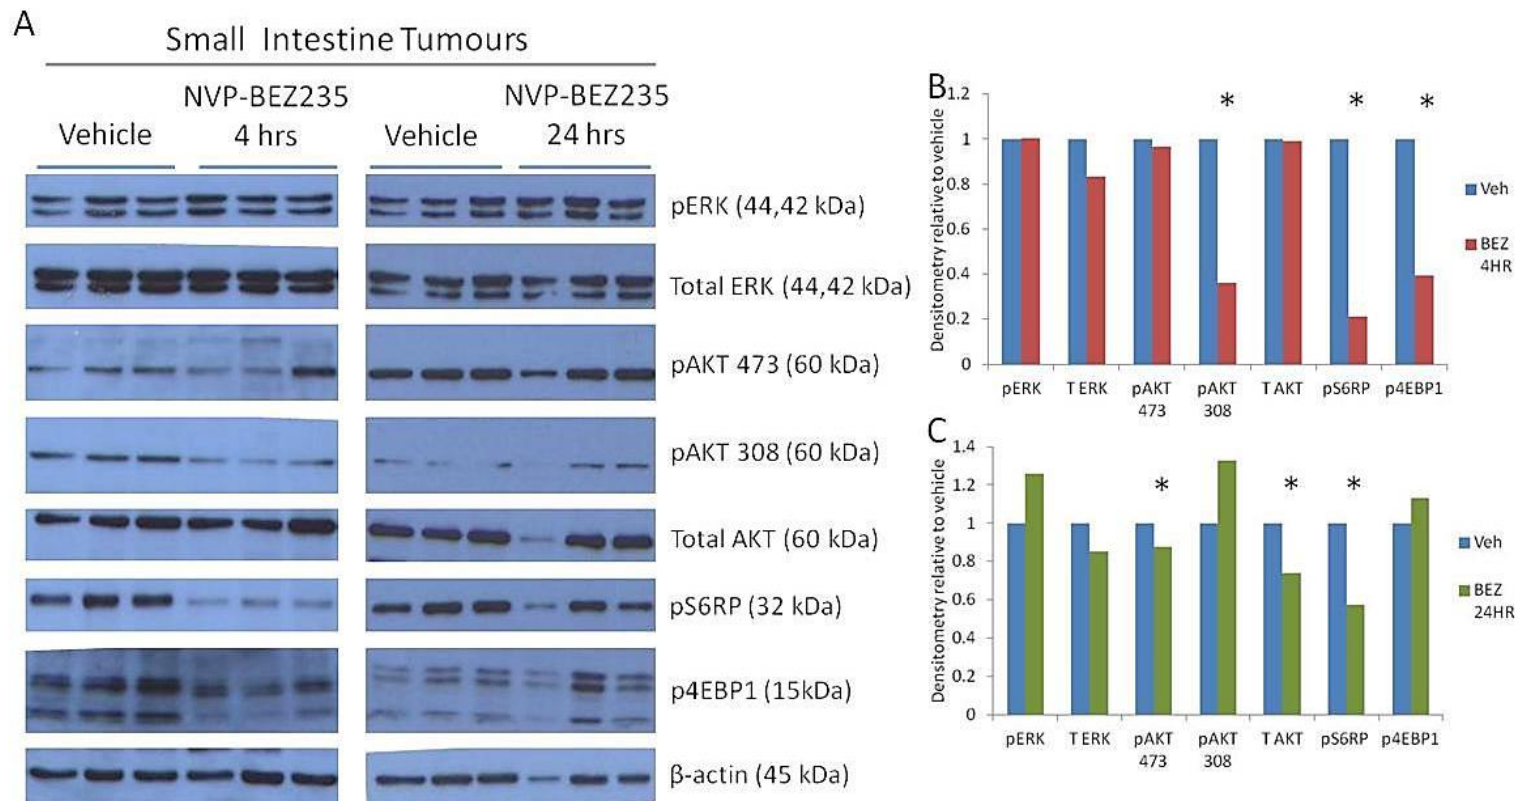 A
Small Intestine Tumours
Vehicle
NVP-BEZ235
4 hrs
Vehicle
NVP-BEZ235
24 hrs
pERK (44,42 kDa)
Total ERK (44,42 kDa)
pAKT 473 (60 kDa)
pAKT 308 (60 kDa)
Total AKT (60 kDa)
pS6RP (32 kDa)
p4EBP1 (15kDa)
β-actin (45 kDa)
B
Densitometry relative to vehicle
1.2
1
0.8
0.6
0.4
0.2
0
* * *
pERK T ERK pAKT 473 pAKT 308 T AKT pS6RP p4EBP1
Veh
BEZ
4HR
C
Densitometry relative to vehicle
1.4
1.2
1
0.8
0.6
0.4
0.2
0
* * *
pERK T ERK pAKT 473 pAKT 308 T AKT pS6RP p4EBP1
Veh
BEZ
24HR